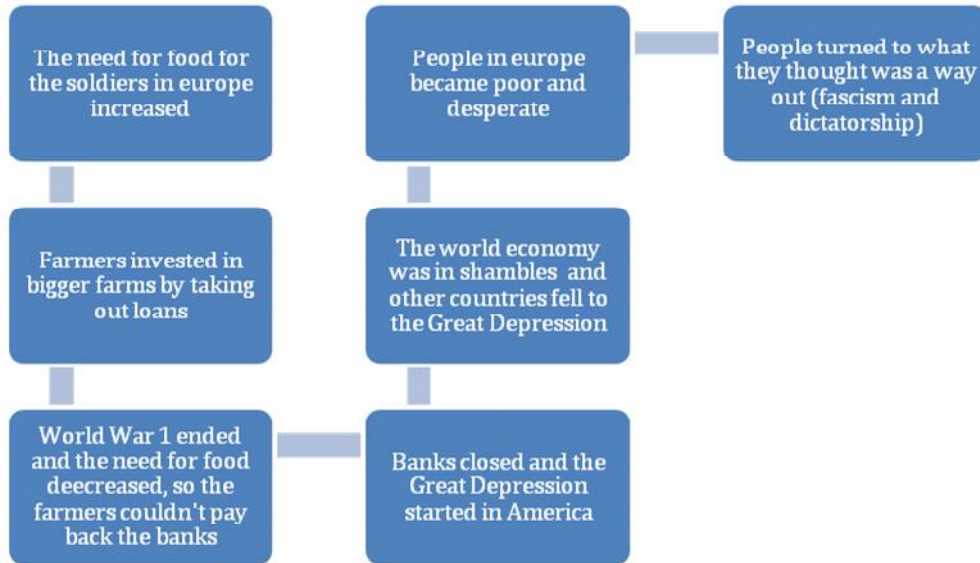 The need for food for
the soldiers in europe
increased
Farmers invested in
bigger farms by taking
out loans
World War 1 ended
and the need for food
deecreased, so the
farmers couldn't pay
back the banks
Banks closed and the
Great Depression
started in America
The world economy
was in shambles and
other countries fell to
the Great Depression
People in europe
became poor and
desperate
People turned to what
they thought was a way
out (fascism and
dictatorship)